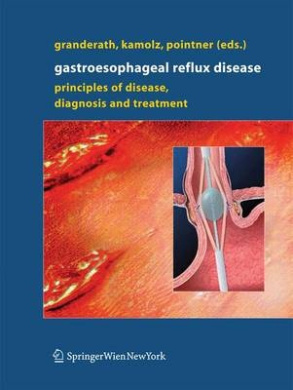 granderath, kamolz, pointner (eds.)
gastroesophageal reflux disease
principles of disease,
diagnosis and treatment
SpringerWienNewYork